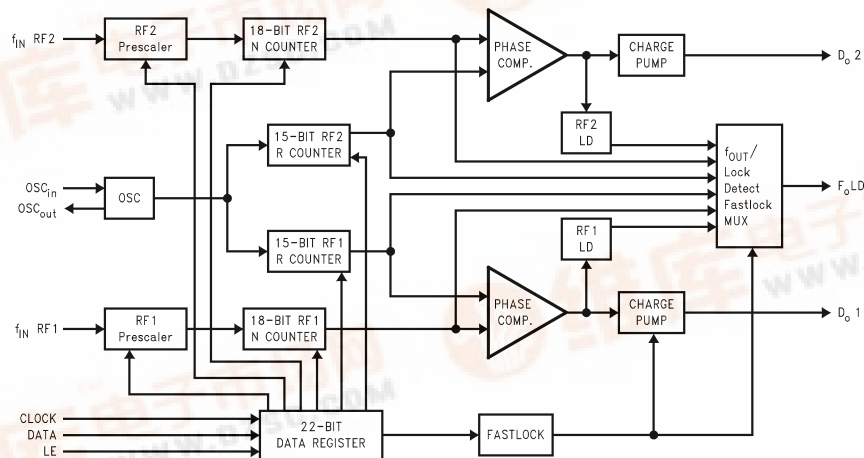 f_IN RF2
RF2
Prescaler
18-BIT RF2
N COUNTER
PHASE
COMP.
CHARGE
PUMP
D_o 2
RF2
LD
15-BIT RF2
R COUNTER
OSC_in
OSC_out
OSC
f_OUT/
Lock
Detect
Fastlock
MUX
F_oLD
15-BIT RF1
R COUNTER
RF1
LD
f_IN RF1
RF1
Prescaler
18-BIT RF1
N COUNTER
PHASE
COMP.
CHARGE
PUMP
D_o 1
CLOCK
DATA
LE
22-BIT
DATA REGISTER
FASTLOCK